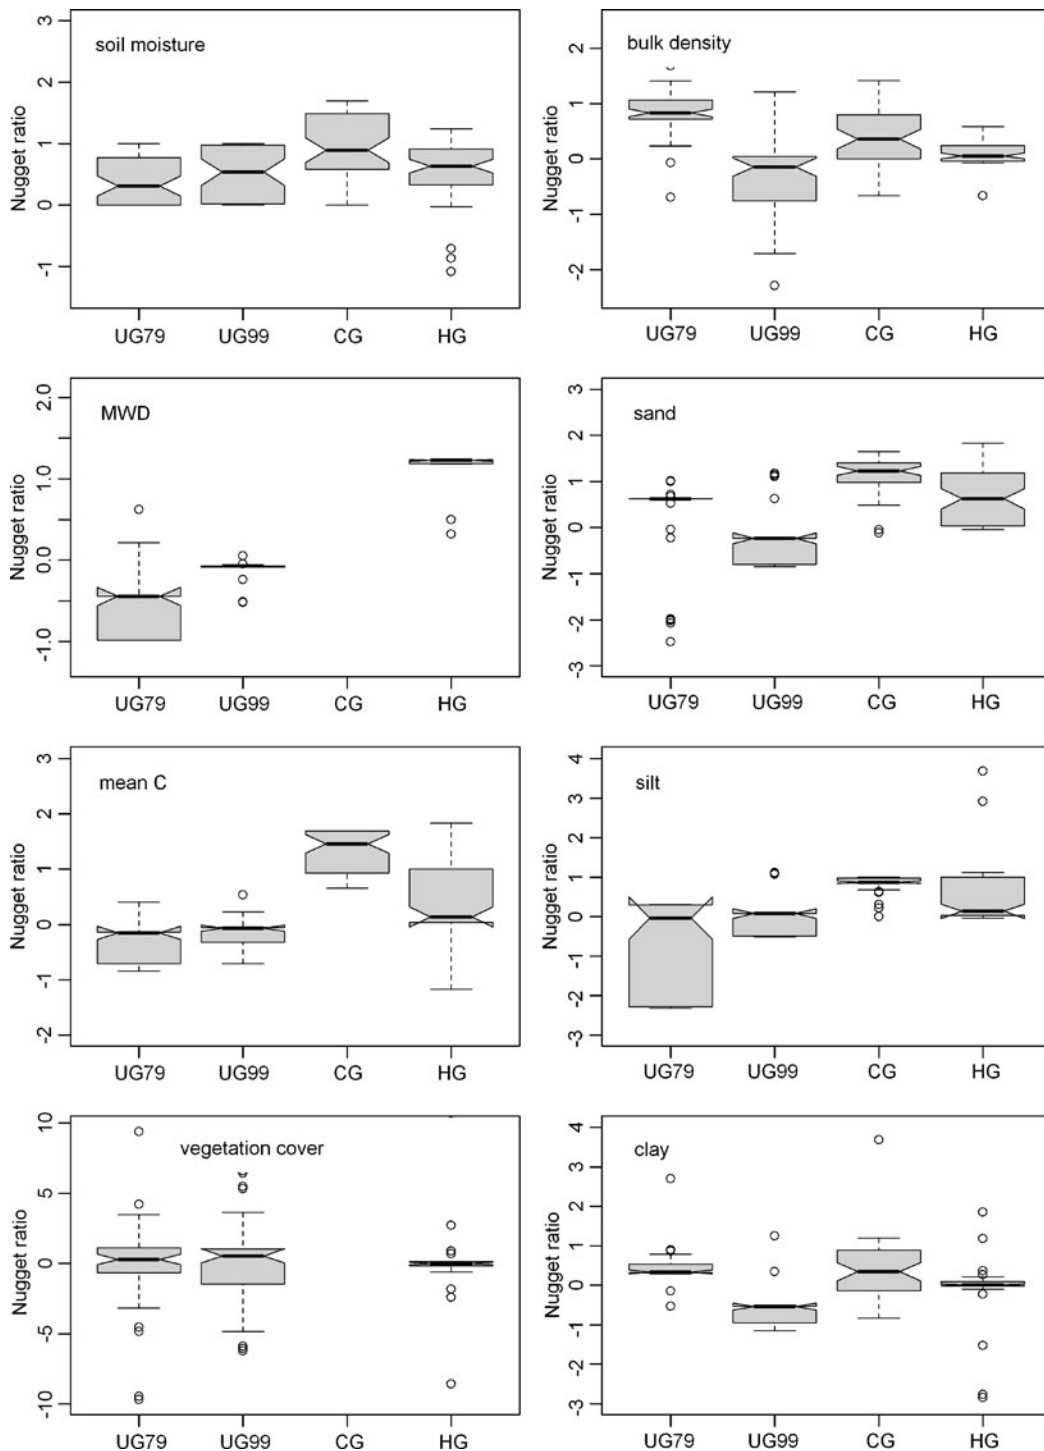 soil moisture
Nugget ratio
3
2
1
0
-1
UG79 UG99 CG HG
bulk density
Nugget ratio
2
1
0
-1
-2
UG79 UG99 CG HG
MWD
Nugget ratio
2.0
1.0
0.0
-1.0
UG79 UG99 CG HG
sand
Nugget ratio
3
2
1
0
-1
-2
-3
UG79 UG99 CG HG
mean C
Nugget ratio
3
2
1
0
-1
-2
UG79 UG99 CG HG
silt
Nugget ratio
4
3
2
1
0
-1
-2
-3
UG79 UG99 CG HG
vegetation cover
Nugget ratio
10
5
0
-5
-10
UG79 UG99 CG HG
clay
Nugget ratio
4
3
2
1
0
-1
-2
-3
UG79 UG99 CG HG